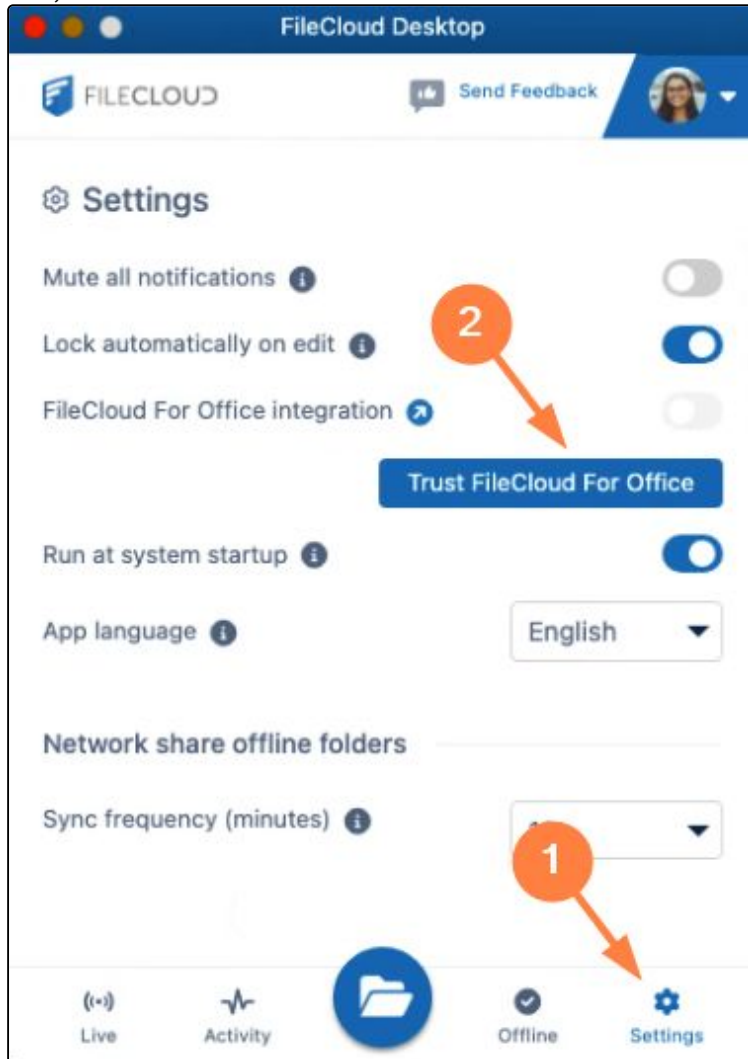 FileCloud Desktop
FILECLOUD
Send Feedback
Settings
Mute all notifications
2
Lock automatically on edit
FileCloud For Office integration
Trust FileCloud For Office
Run at system startup
App language
English
Network share offline folders
Sync frequency (minutes)
1
Live
Activity
Offline
Settings